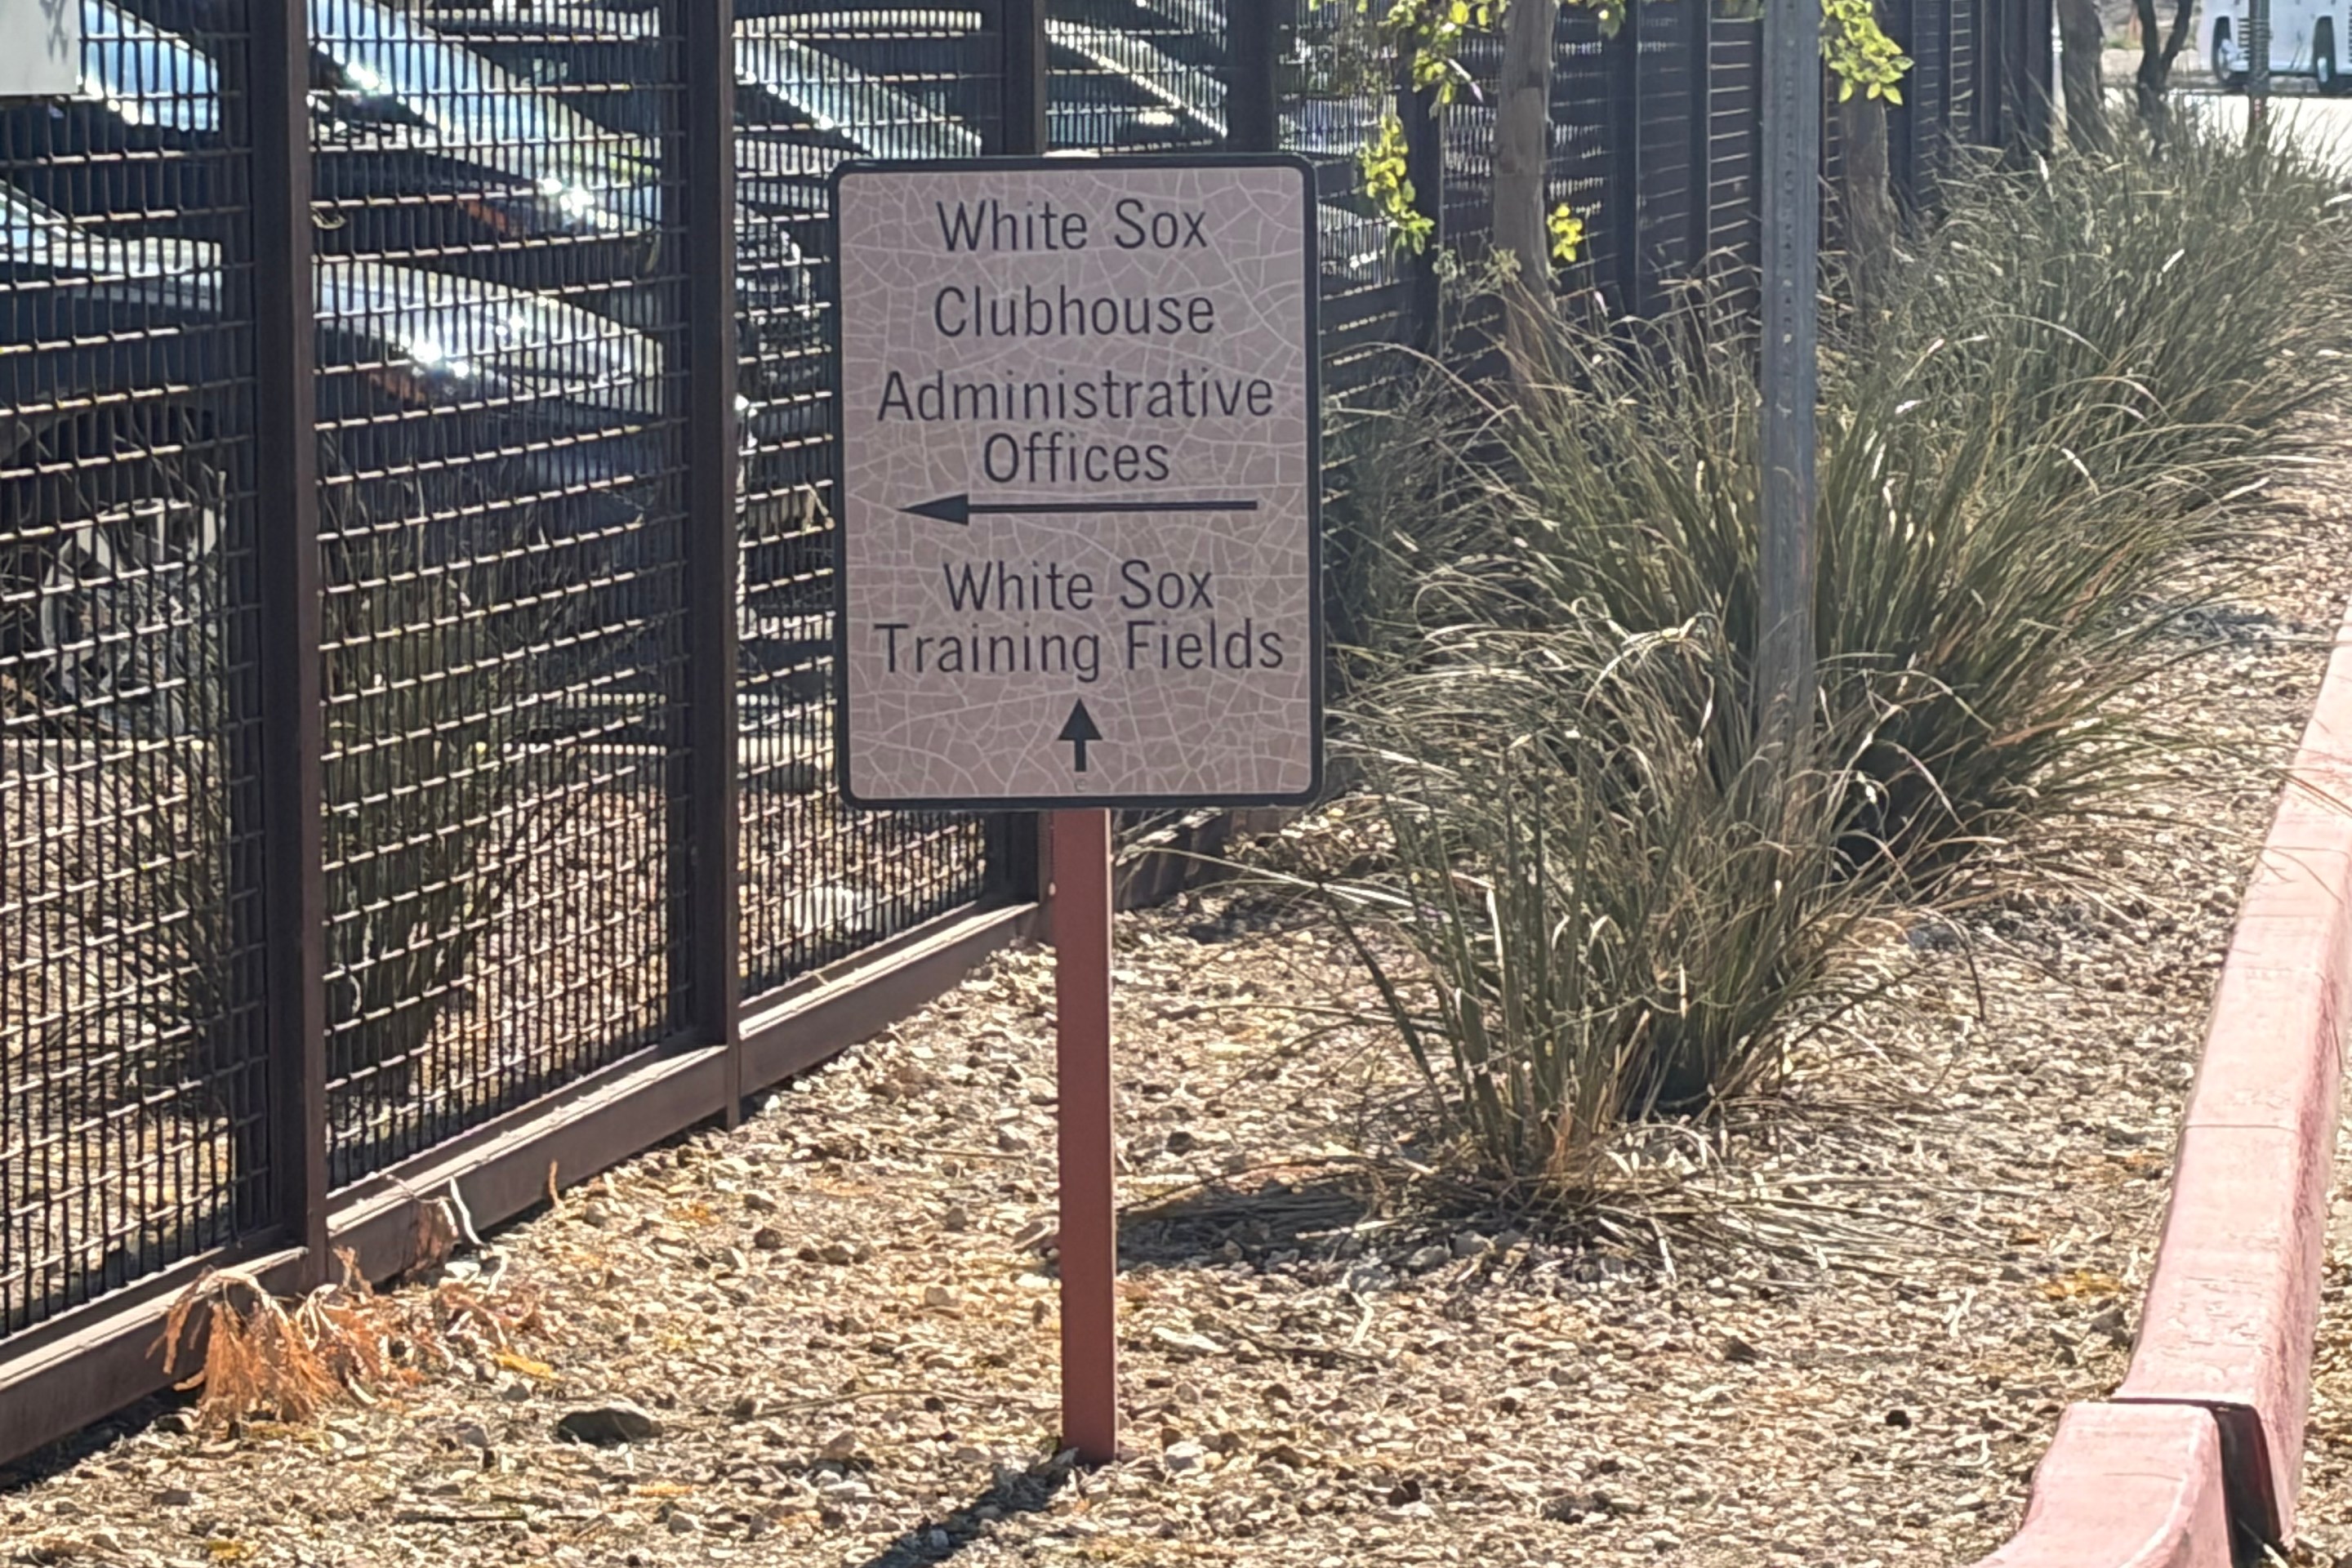 White Sox
Clubhouse
Administrative
Offices
White Sox
Training Fields